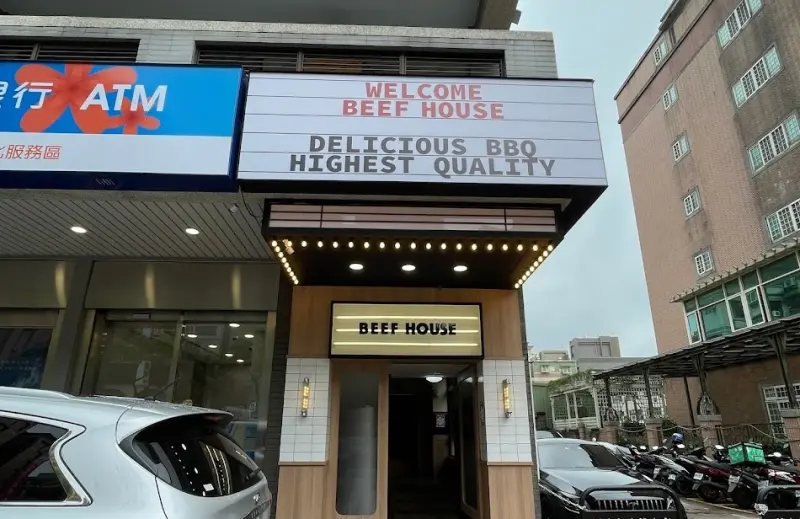 行 ATM
服務區
WELCOME
BEEF HOUSE
DELICIOUS BBQ
HIGHEST QUALITY
BEEF HOUSE